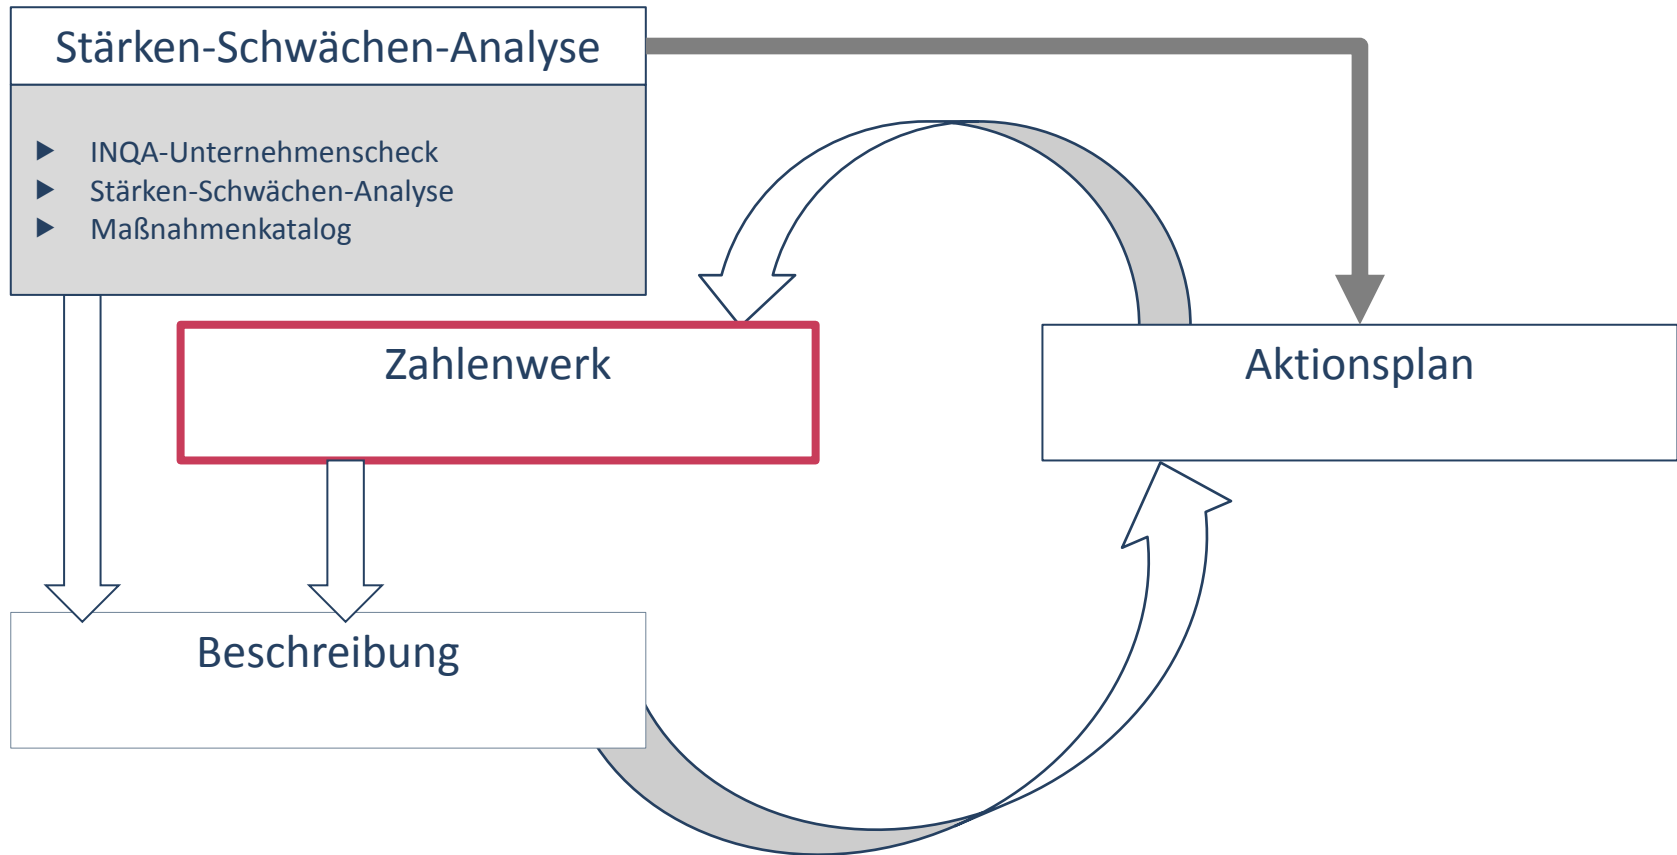 Stärken-Schwächen-Analyse
INQA-Unternehmenscheck
Stärken-Schwächen-Analyse
Maßnahmenkatalog
Zahlenwerk
Aktionsplan
Beschreibung